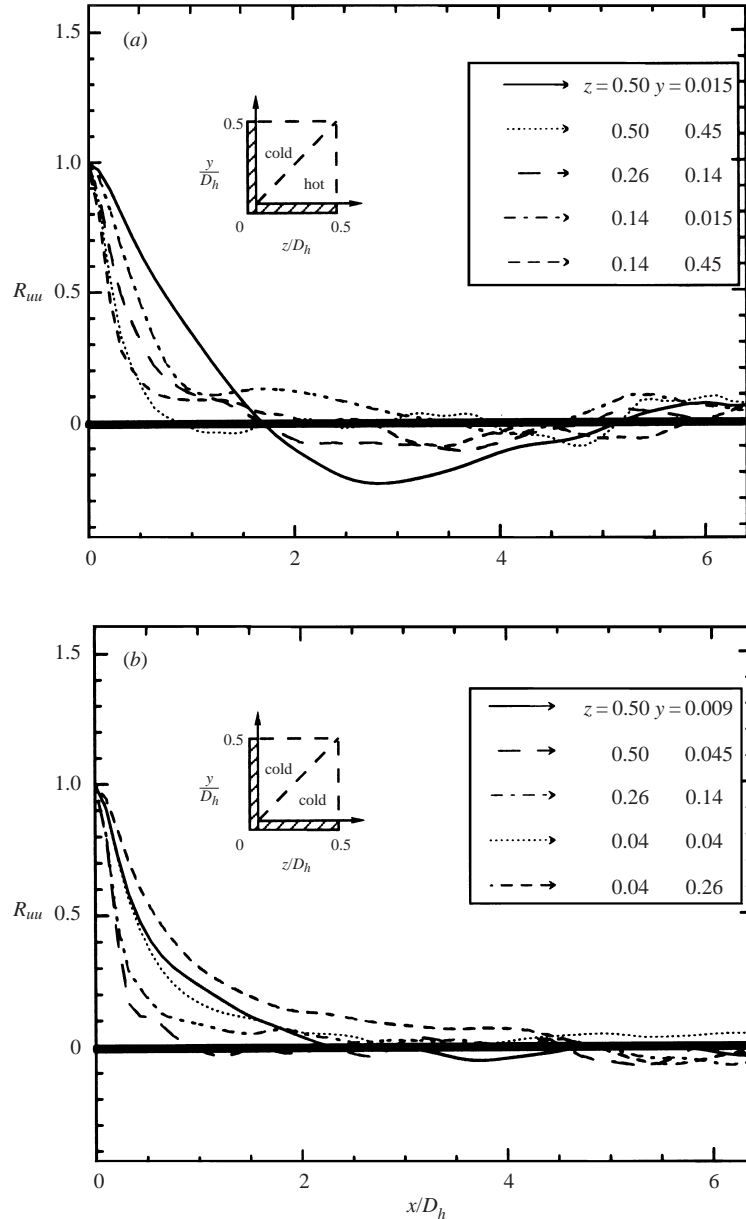 1.6
(a)
z = 0.50 y = 0.015
0.50 0.45
0.26 0.14
0.14 0.015
0.14 0.45
0.5
cold
hot
y
D_h
0
0.5
z/D_h
1.0
R_uu 0.5
0
0 2 4 6
1.6
(b)
z = 0.50 y = 0.009
0.50 0.045
0.26 0.14
0.04 0.04
0.04 0.26
0.5
cold
cold
y
D_h
0
0.5
z/D_h
1.0
R_uu 0.5
0
0 2 4 6
x/D_h